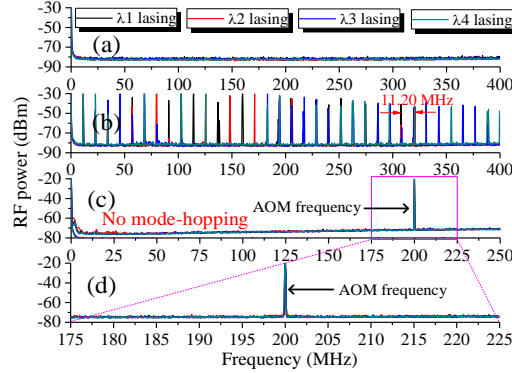 λ1 lasing λ2 lasing λ3 lasing λ4 lasing
-30
-50
-70
-90
(a)
0 50 100 150 200 250 300 350 400
-30
-50
-70
-90
(b)
11.20 MHz
0 50 100 150 200 250 300 350 400
RF power (dBm)
-20
-40
-60
-80
(c)
No mode-hopping
AOM frequency
0 25 50 75 100 125 150 175 200 225 250
-20
-40
-60
-80
(d)
AOM frequency
175 180 185 190 195 200 205 210 215 220 225
Frequency (MHz)